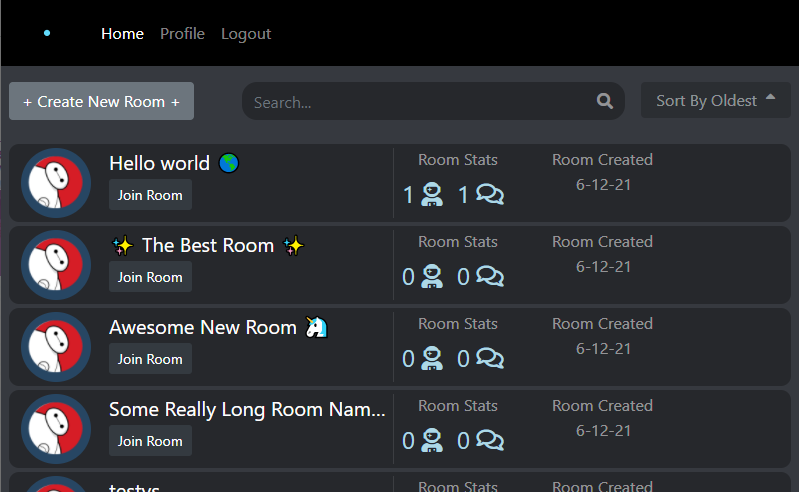 Home Profile Logout
+ Create New Room +
Search...
Sort By Oldest
Hello world 🌎
Join Room
Room Stats
1 1
Room Created
6-12-21
✨ The Best Room ✨
Join Room
Room Stats
0 0
Room Created
6-12-21
Awesome New Room 🦄
Join Room
Room Stats
0 0
Room Created
6-12-21
Some Really Long Room Nam...
Join Room
Room Stats
0 0
Room Created
6-12-21
Room Stats
Room Created